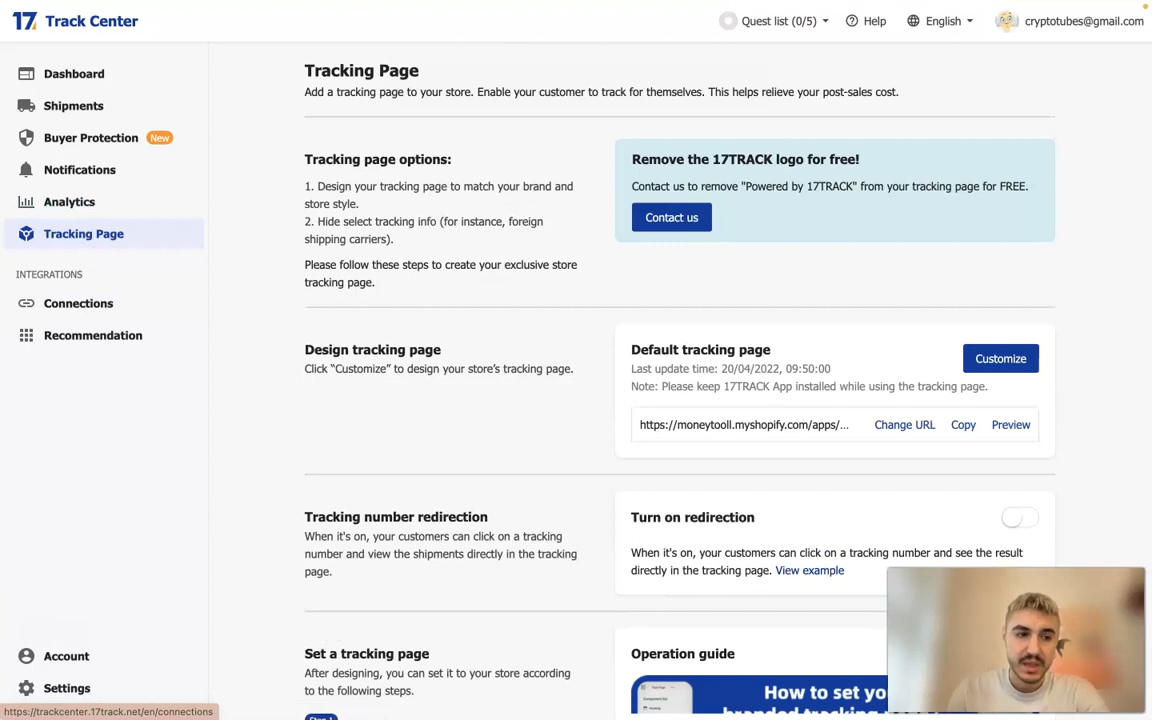 17 Track Center
Quest list (0/5)
Help
English
cryptotubes@gmail.com
Dashboard
Shipments
Buyer Protection New
Notifications
Analytics
Tracking Page
INTEGRATIONS
Connections
Recommendation
Account
Settings
https://trackcenter.17track.net/en/connections
Tracking Page
Add a tracking page to your store. Enable your customer to track for themselves. This helps relieve your post-sales cost.
Tracking page options:
1. Design your tracking page to match your brand and
store style.
2. Hide select tracking info (for instance, foreign
shipping carriers).
Please follow these steps to create your exclusive store
tracking page.
Remove the 17TRACK logo for free!
Contact us to remove "Powered by 17TRACK" from your tracking page for FREE.
Contact us
Design tracking page
Click “Customize” to design your store’s tracking page.
Default tracking page
Last update time: 20/04/2022, 09:50:00
Note: Please keep 17TRACK App installed while using the tracking page.
Customize
https://moneytooll.myshopify.com/apps/...
Change URL
Copy
Preview
Tracking number redirection
When it's on, your customers can click on a tracking
number and view the shipments directly in the tracking
page.
Turn on redirection
When it's on, your customers can click on a tracking number and see the result
directly in the tracking page. View example
Set a tracking page
After designing, you can set it to your store according
to the following steps.
Step 1
Operation guide
How to set yo
branded tracking